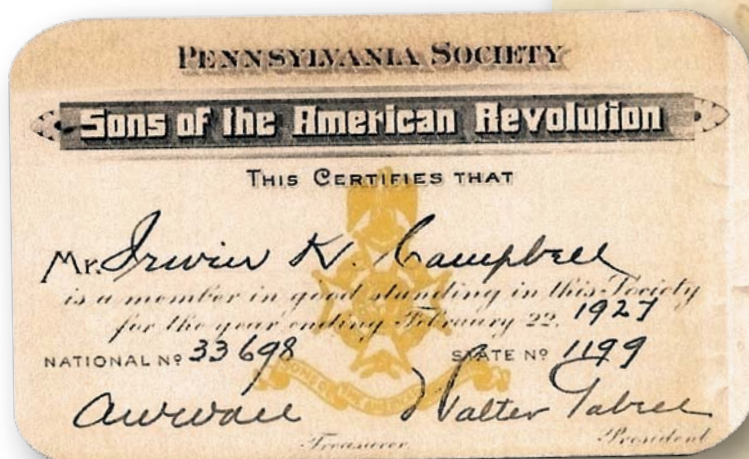 PENNSYLVANIA SOCIETY
Sons of the American Revolution
THIS CERTIFIES THAT
Mr. Irwin K. Campbell
is a member in good standing in this Society
for the year ending February 22, 1927
NATIONAL Nº 33698 STATE Nº 1199
Walter
Treasurer. President